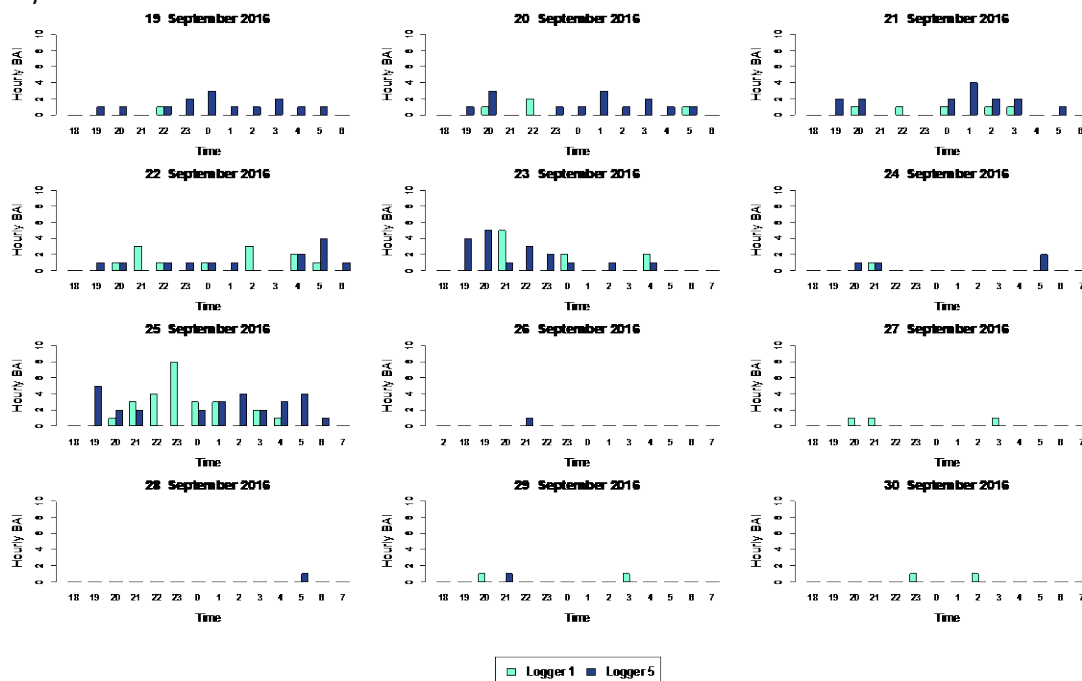 19 September 2016
Hourly BAI
0 2 4 6 8 10
18 19 20 21 22 23 0 1 2 3 4 5 6
Time
20 September 2016
Hourly BAI
0 2 4 6 8 10
18 19 20 21 22 23 0 1 2 3 4 5 6
Time
21 September 2016
Hourly BAI
0 2 4 6 8 10
18 19 20 21 22 23 0 1 2 3 4 5 6
Time
22 September 2016
Hourly BAI
0 2 4 6 8 10
18 19 20 21 22 23 0 1 2 3 4 5 6
Time
23 September 2016
Hourly BAI
0 2 4 6 8 10
18 19 20 21 22 23 0 1 2 3 4 5 6 7
Time
24 September 2016
Hourly BAI
0 2 4 6 8 10
18 19 20 21 22 23 0 1 2 3 4 5 6 7
Time
25 September 2016
Hourly BAI
0 2 4 6 8 10
18 19 20 21 22 23 0 1 2 3 4 5 6 7
Time
26 September 2016
Hourly BAI
0 2 4 6 8 10
2 18 19 20 21 22 23 0 1 2 3 4 5 6
Time
27 September 2016
Hourly BAI
0 2 4 6 8 10
18 19 20 21 22 23 0 1 2 3 4 5 6 7
Time
28 September 2016
Hourly BAI
0 2 4 6 8 10
18 19 20 21 22 23 0 1 2 3 4 5 6 7
Time
29 September 2016
Hourly BAI
0 2 4 6 8 10
18 19 20 21 22 23 0 1 2 3 4 5 6 7
Time
30 September 2016
Hourly BAI
0 2 4 6 8 10
18 19 20 21 22 23 0 1 2 3 4 5 6 7
Time
Logger 1 Logger 5